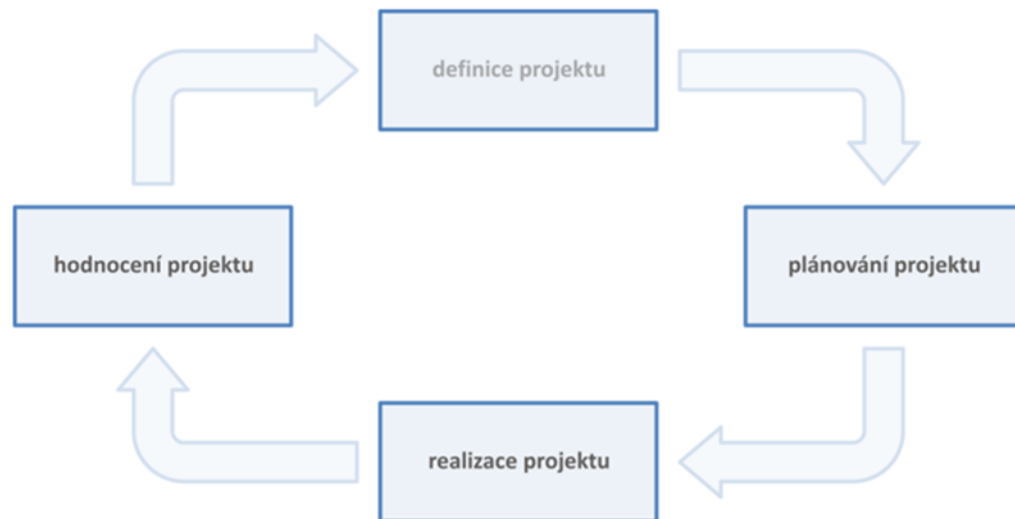 definice projektu
hodnocení projektu
plánování projektu
realizace projektu